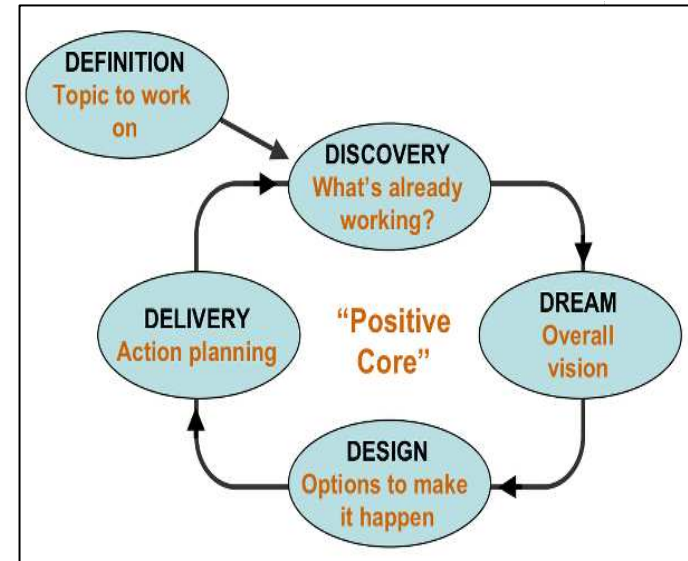 DEFINITION
Topic to work
on
DISCOVERY
What's already
working?
DREAM
Overall
vision
DESIGN
Options to make
it happen
DELIVERY
Action planning
“Positive
Core”